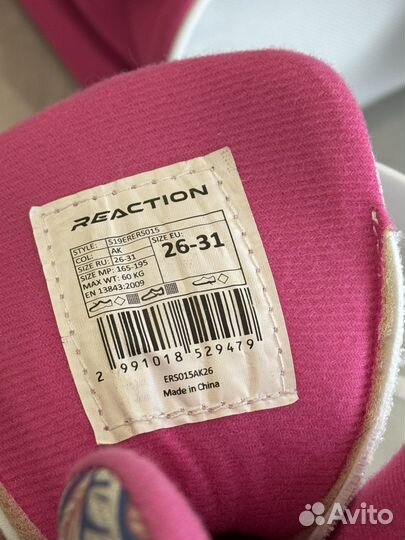 REACTION
STYLE: S19ERERS015
COL: AK
SIZE RU: 26-31
SIZE MP: 165-195
MAX WT: 60 KG
EN 13843:2009
SIZE EU:
26-31
2 991018 529479
ERS015AK26
Made in China
Avito